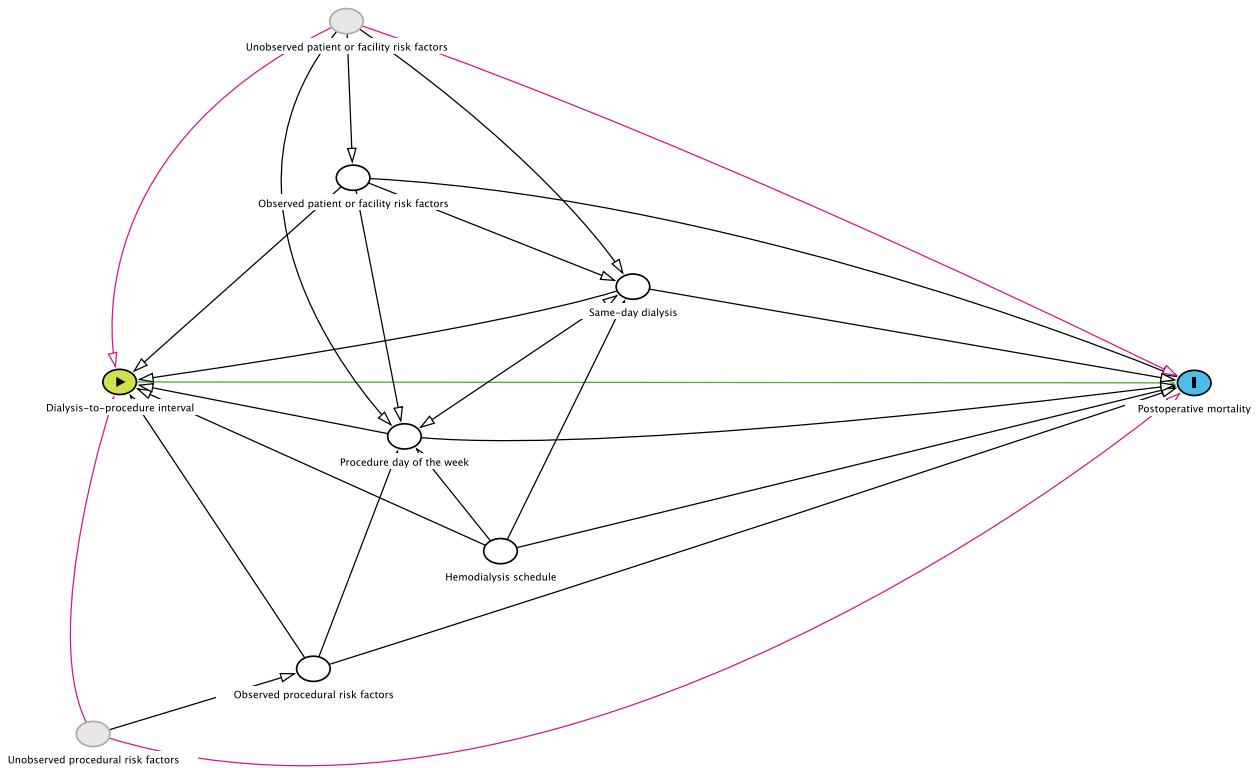 Unobserved patient or facility risk factors
Observed patient or facility risk factors
Same-day dialysis
Dialysis-to-procedure interval
Postoperative mortality
Procedure day of the week
Hemodialysis schedule
Observed procedural risk factors
Unobserved procedural risk factors